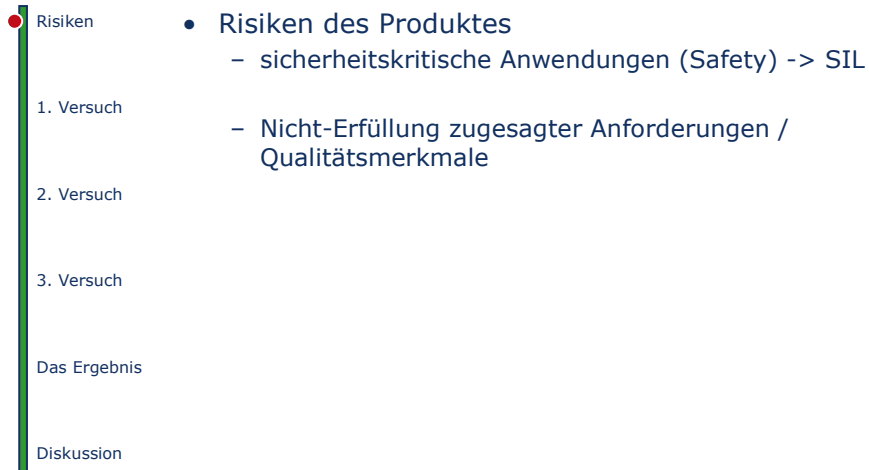 Risiken
1. Versuch
2. Versuch
3. Versuch
Das Ergebnis
Diskussion
• Risiken des Produktes
– sicherheitskritische Anwendungen (Safety) -> SIL
– Nicht-Erfüllung zugesagter Anforderungen /
Qualitätsmerkmale